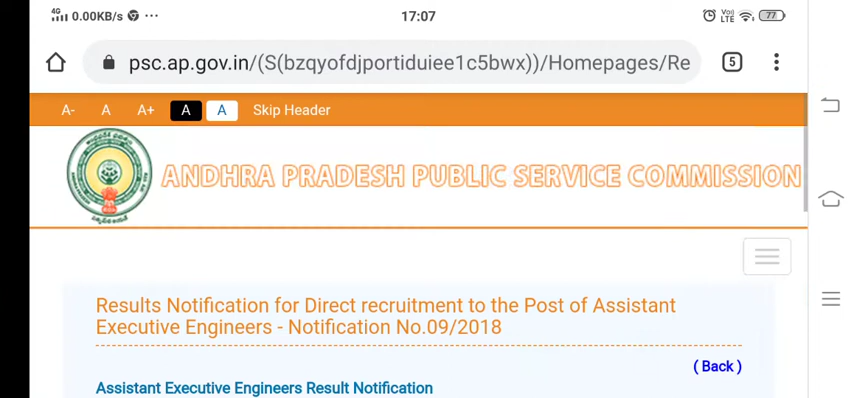 4G 0.00KB/s 17:07 Voi) LTE 77
psc.ap.gov.in/(S(bzqyofdjportiduiee1c5bwx))/Homepages/Re 5
A- A A+ A A Skip Header
ANDHRA PRADESH PUBLIC SERVICE COMMISSION
Results Notification for Direct recruitment to the Post of Assistant
Executive Engineers - Notification No.09/2018
( Back )
Assistant Executive Engineers Result Notification